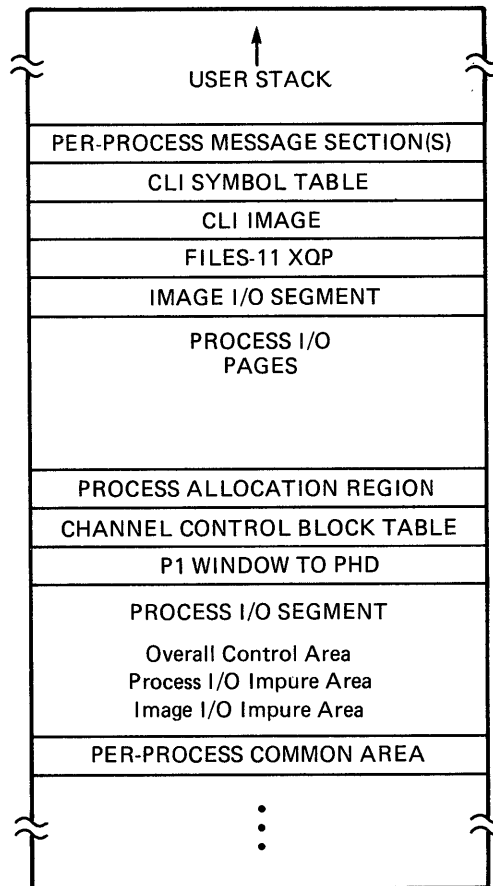 USER STACK
PER-PROCESS MESSAGE SECTION(S)
CLI SYMBOL TABLE
CLI IMAGE
FILES-11 XQP
IMAGE I/O SEGMENT
PROCESS I/O
PAGES
PROCESS ALLOCATION REGION
CHANNEL CONTROL BLOCK TABLE
P1 WINDOW TO PHD
PROCESS I/O SEGMENT
Overall Control Area
Process I/O Impure Area
Image I/O Impure Area
PER-PROCESS COMMON AREA